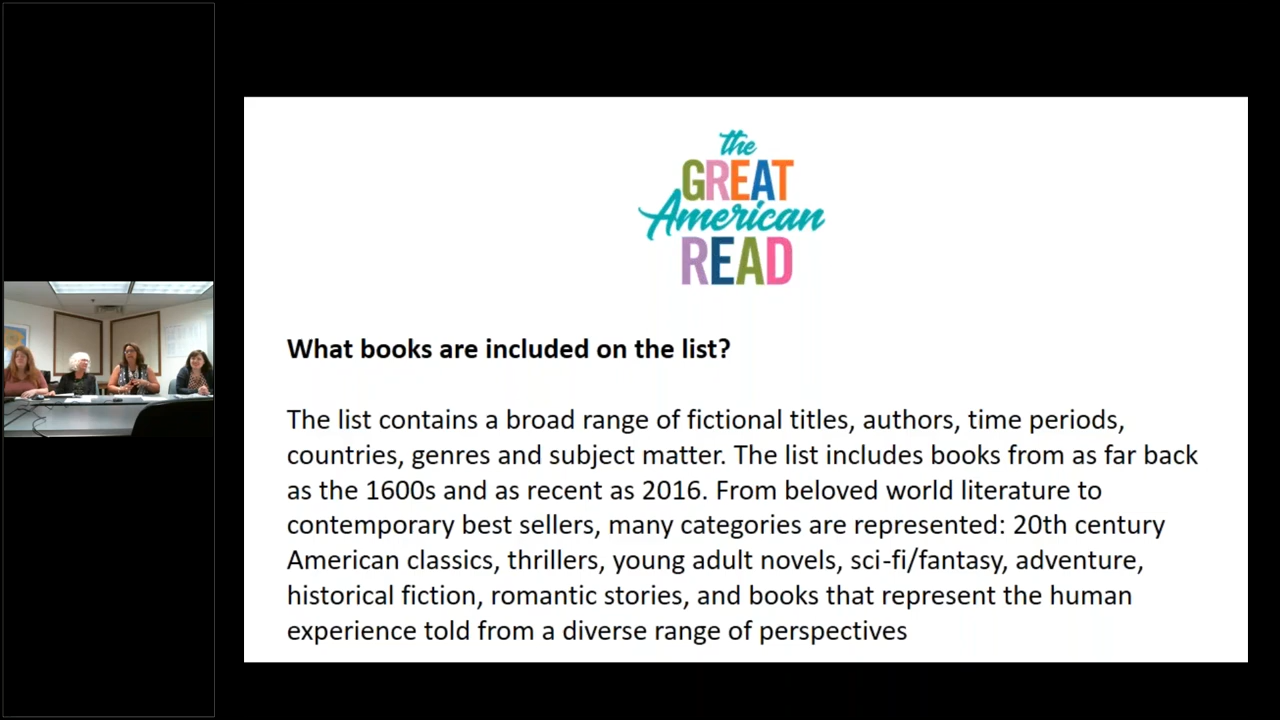 the
GREAT
American
READ
What books are included on the list?
The list contains a broad range of fictional titles, authors, time periods,
countries, genres and subject matter. The list includes books from as far back
as the 1600s and as recent as 2016. From beloved world literature to
contemporary best sellers, many categories are represented: 20th century
American classics, thrillers, young adult novels, sci-fi/fantasy, adventure,
historical fiction, romantic stories, and books that represent the human
experience told from a diverse range of perspectives